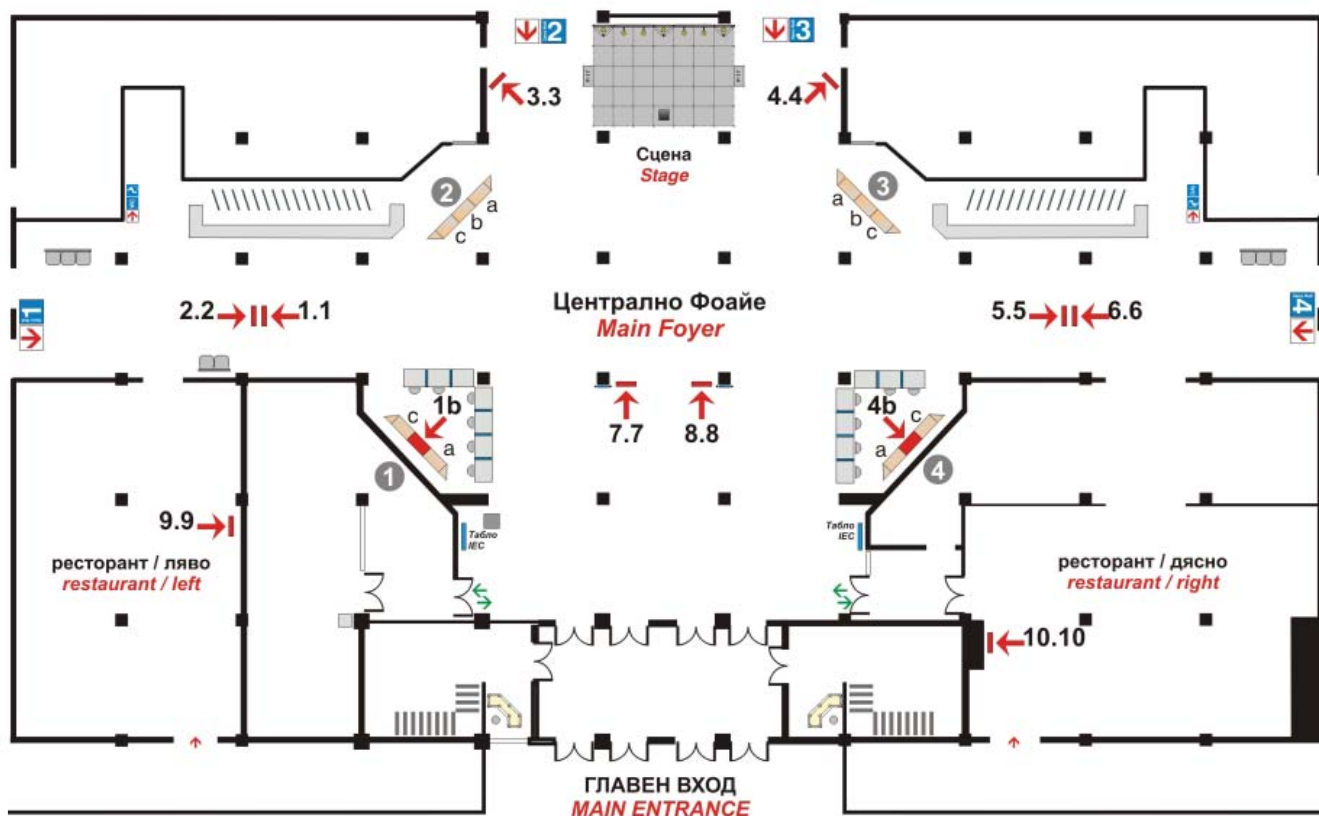 2
3
3.3
4.4
Сцена
Stage
2
a
b
c
3
a
b
c
1
2.2
1.1
Централно Фоайе
Main Foyer
5.5
6.6
4
1b
c
a
1
7.7
8.8
4b
c
a
4
9.9
Табло
IEC
Табло
IEC
ресторант / ляво
restaurant / left
ресторант / дясно
restaurant / right
10.10
ГЛАВЕН ВХОД
MAIN ENTRANCE